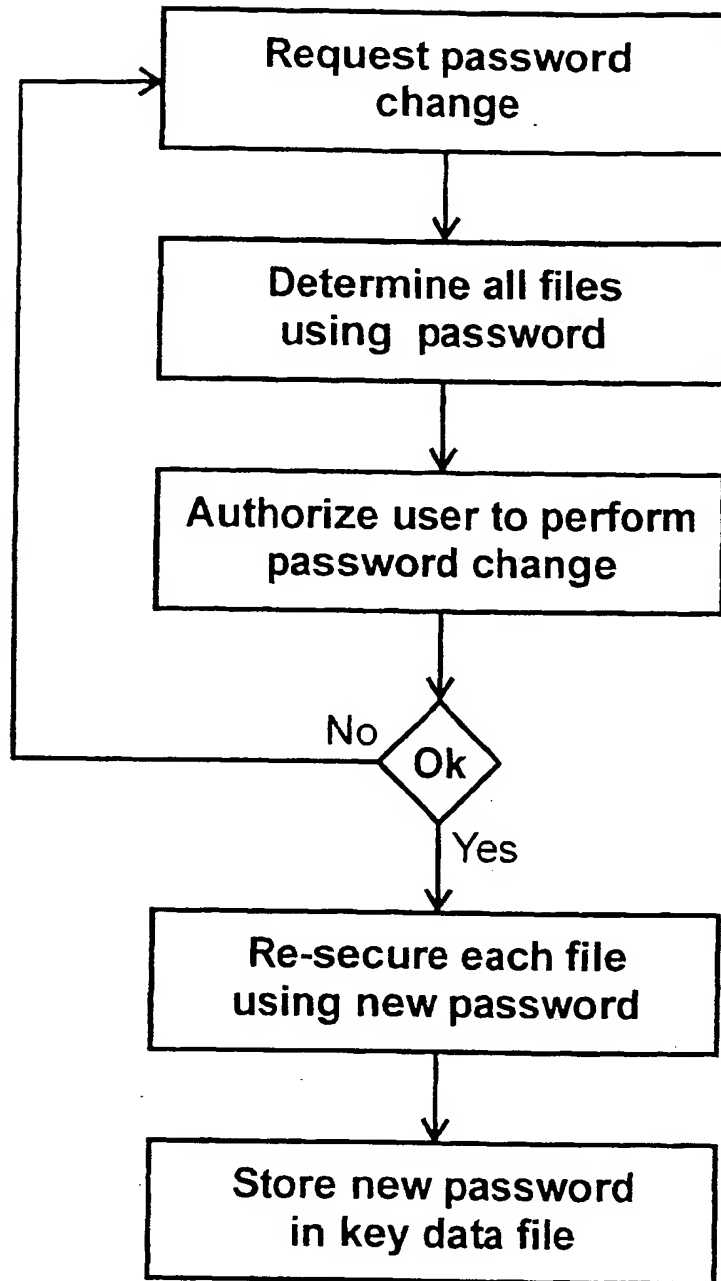 Request password
change
Determine all files
using password
Authorize user to perform
password change
No
Ok
Yes
Re-secure each file
using new password
Store new password
in key data file